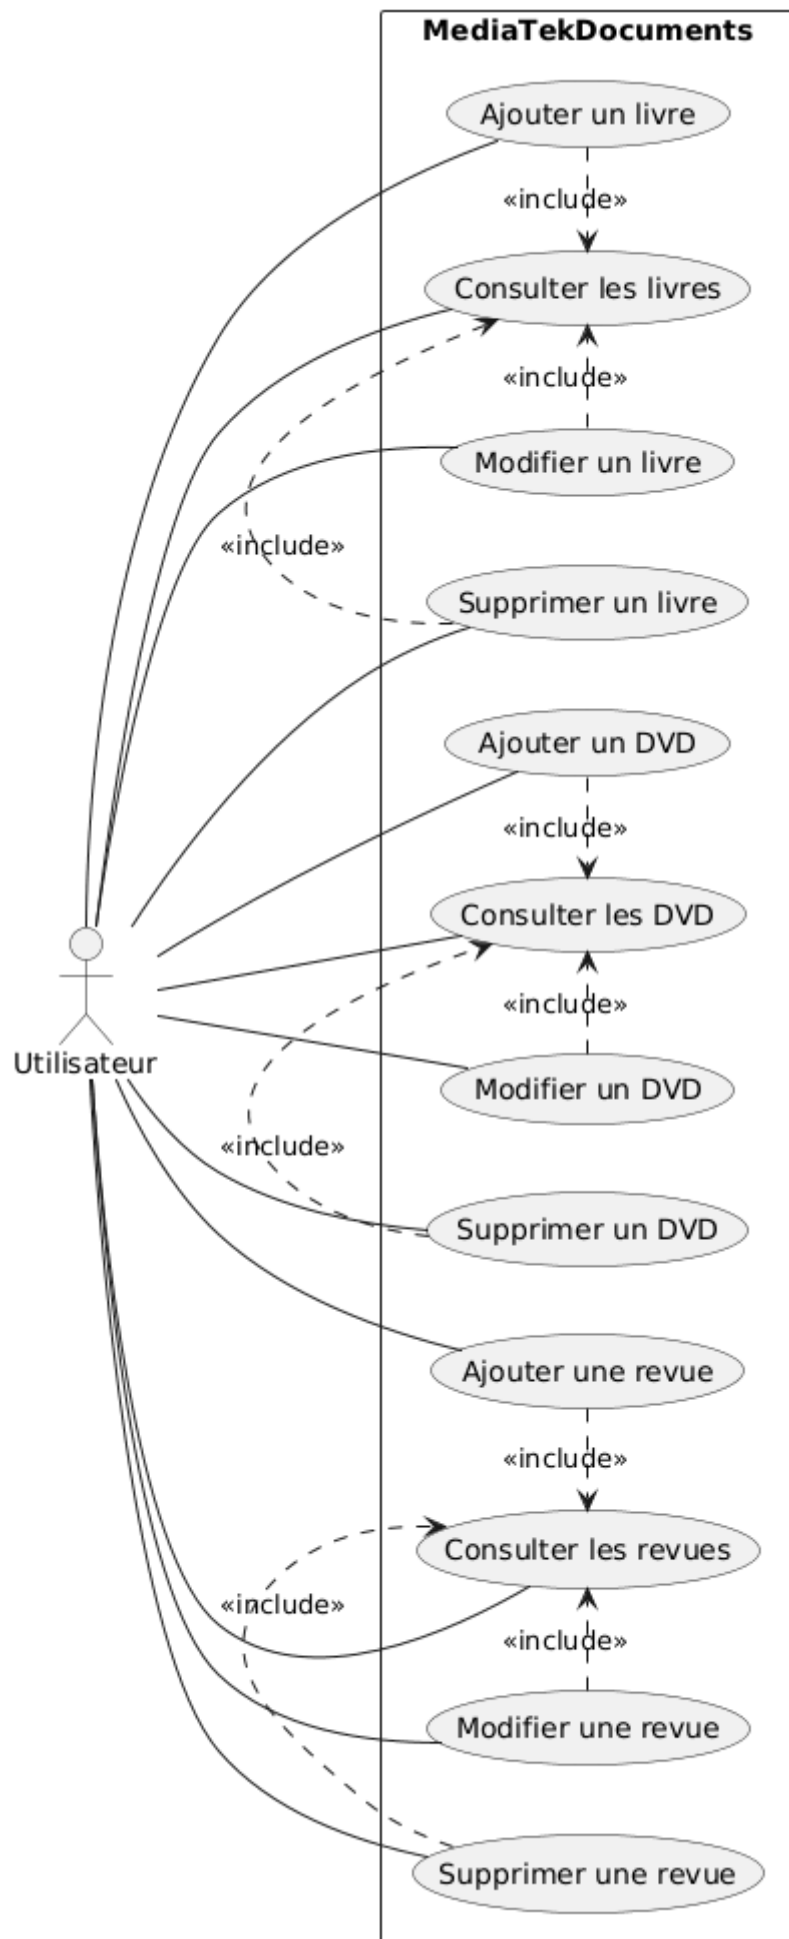 MediaTekDocuments
Ajouter un livre
«include»
Consulter les livres
«include»
Modifier un livre
«include»
Supprimer un livre
Ajouter un DVD
«include»
Consulter les DVD
«include»
Utilisateur
Modifier un DVD
«include»
Supprimer un DVD
Ajouter une revue
«include»
Consulter les revues
«include»
«include»
Modifier une revue
Supprimer une revue